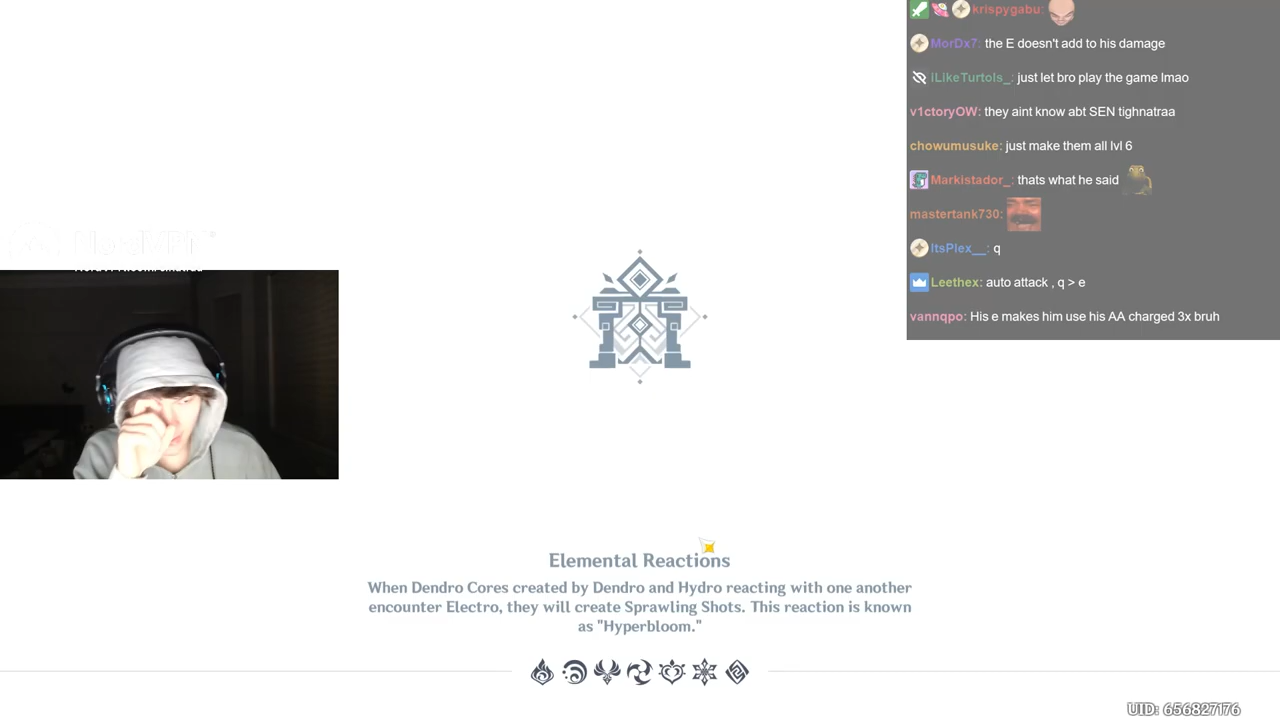 krispygabu:
MorDx7: the E doesn't add to his damage
ILikeTurtols_: just let bro play the game lmao
v1ctoryOW: they aint know abt SEN tighnatraa
chowumusuke: just make them all lvl 6
Markistador_: thats what he said
mastertank730:
ItsPlex__: q
Leethex: auto attack , q > e
vannqpo: His e makes him use his AA charged 3x bruh
NordVPN
Elemental Reactions
When Dendro Cores created by Dendro and Hydro reacting with one another
encounter Electro, they will create Sprawling Shots. This reaction is known
as "Hyperbloom."
UID: 656827176